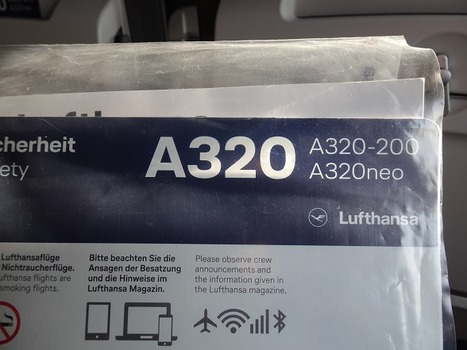 cherheit
ety
A320
A320-200
A320neo
Lufthansa
Lufthansaflüge
Nichtraucherflüge.
ufthansa flights are
smoking flights.
Bitte beachten Sie die
Ansagen der Besatzung
und die Hinweise im
Lufthansa Magazin.
Please observe crew
announcements and
the information given in
the Lufthansa magazine.